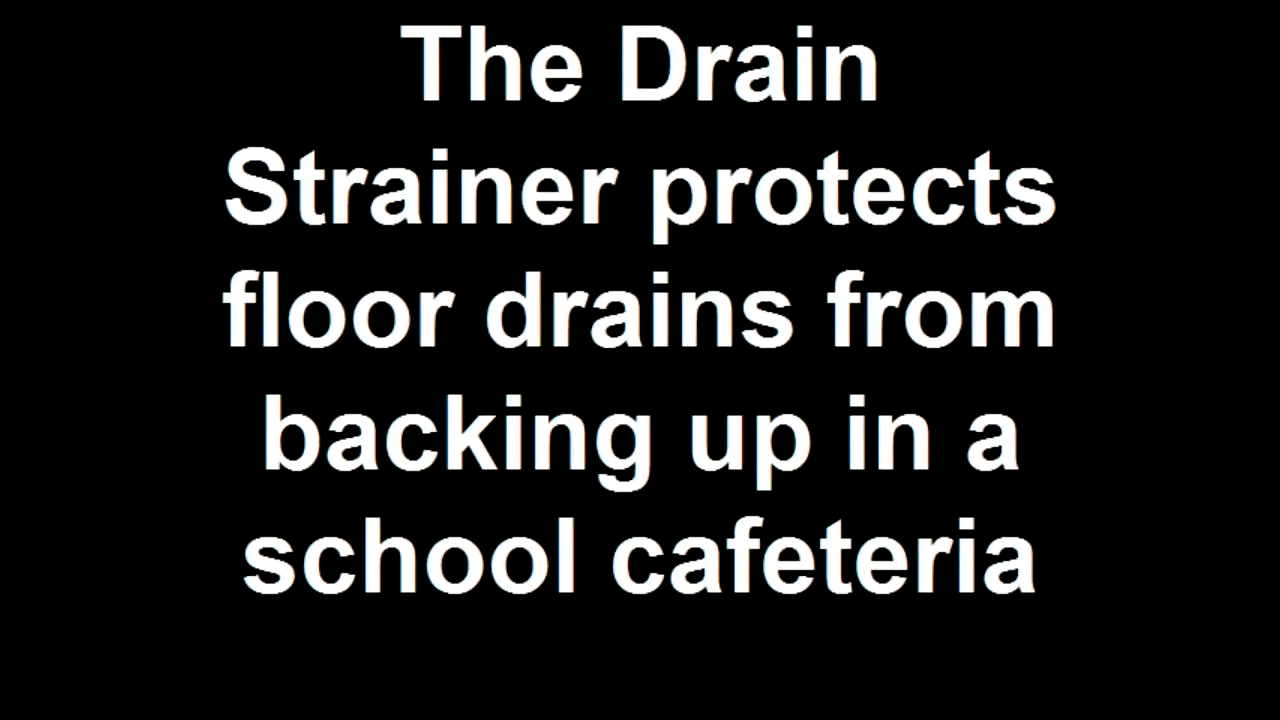 The Drain
Strainer protects
floor drains from
backing up in a
school cafeteria